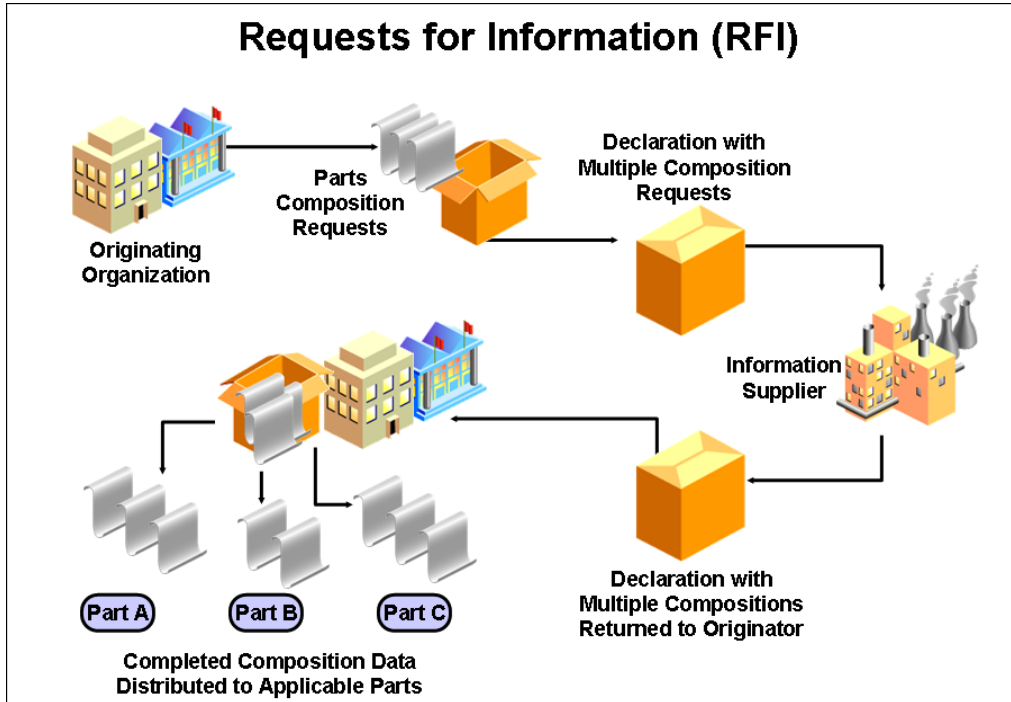 Requests for Information (RFI)
Originating
Organization
Parts
Composition
Requests
Declaration with
Multiple Composition
Requests
Information
Supplier
Declaration with
Multiple Compositions
Returned to Originator
Part A
Part B
Part C
Completed Composition Data
Distributed to Applicable Parts